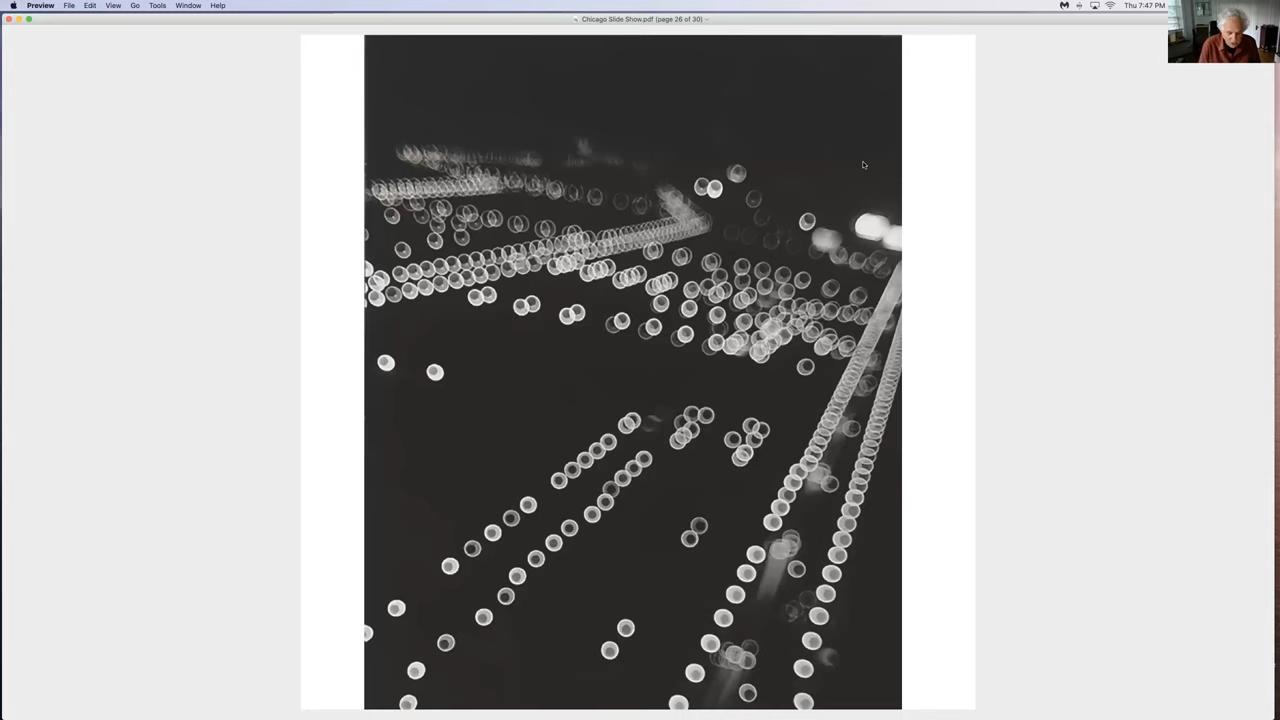 Preview File Edit View Go Tools Window Help
Thu 7:47 PM
Chicago Slide Show.pdf (page 26 of 30)